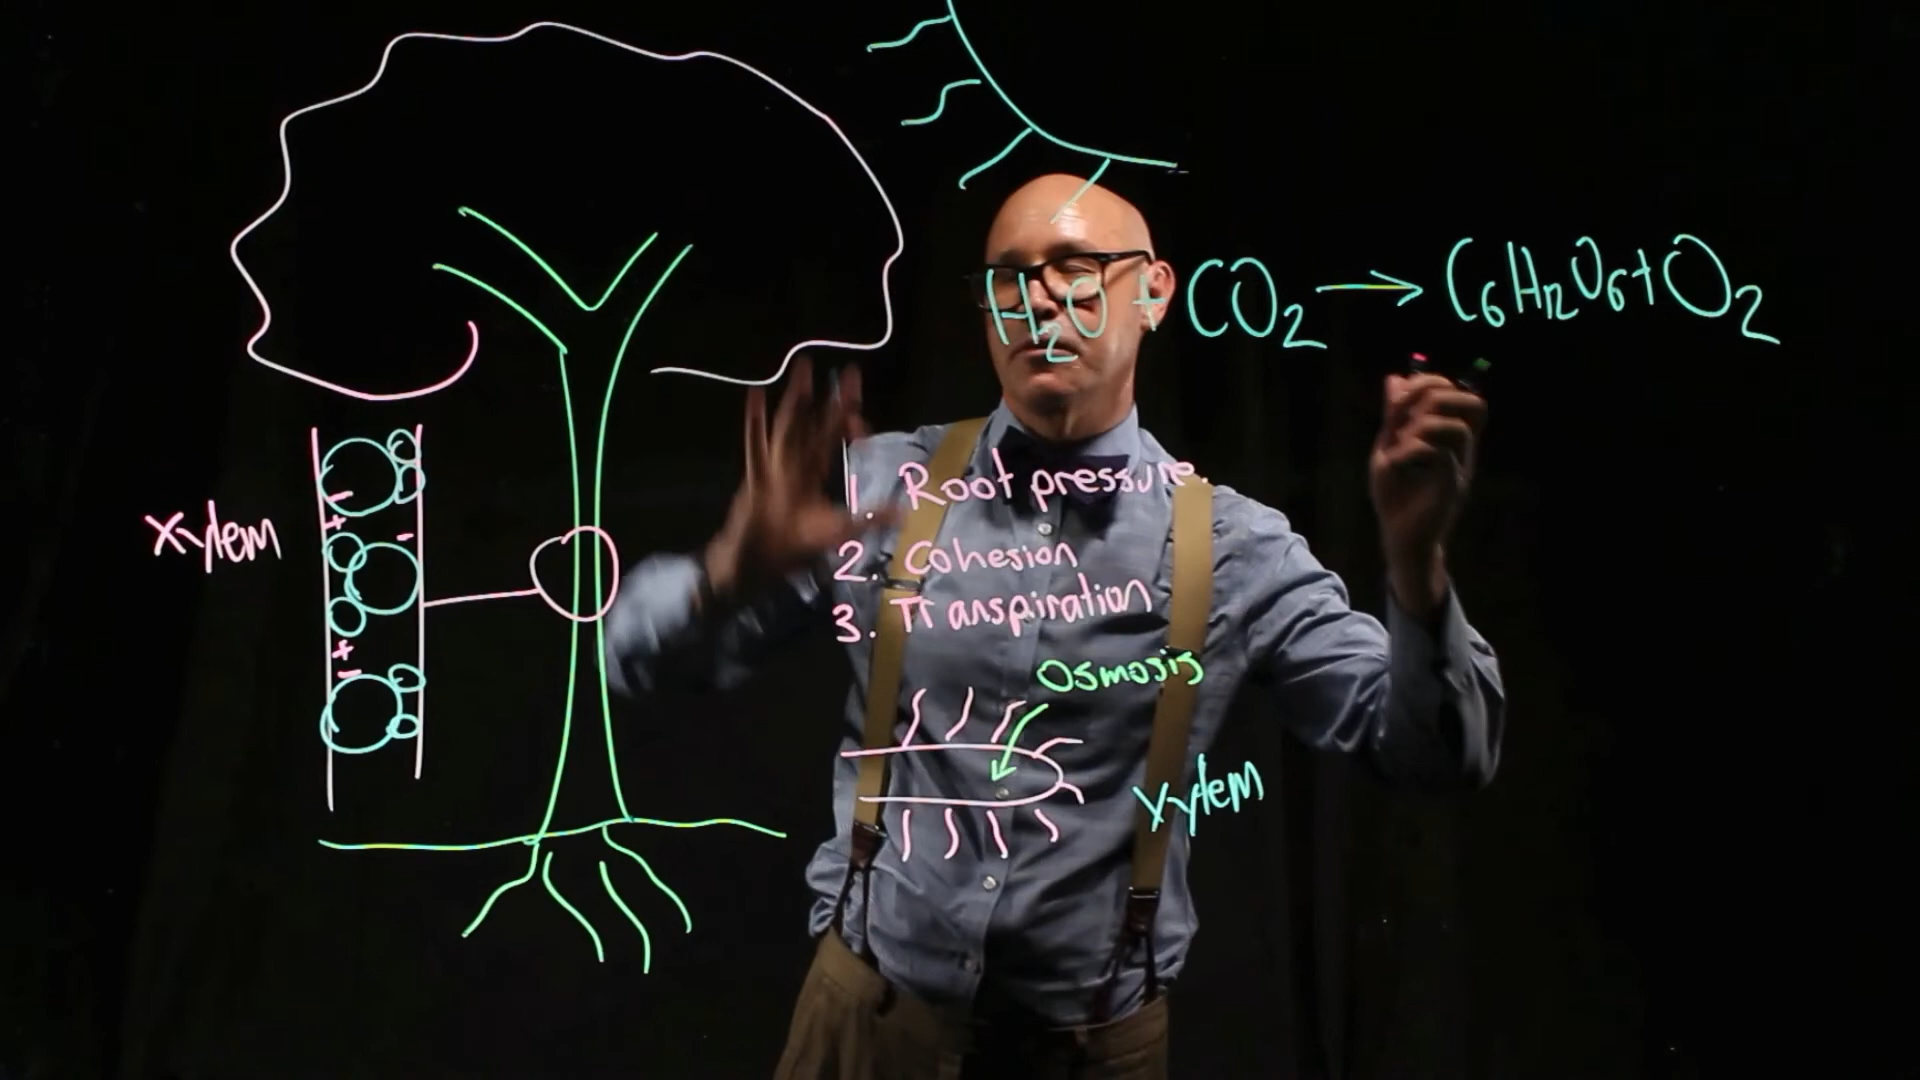 H₂O + CO₂ → C₆H₁₂O₆ + O₂
xylem
1. Root pressure.
2. Cohesion
3. Transpiration
Osmosis
xylem